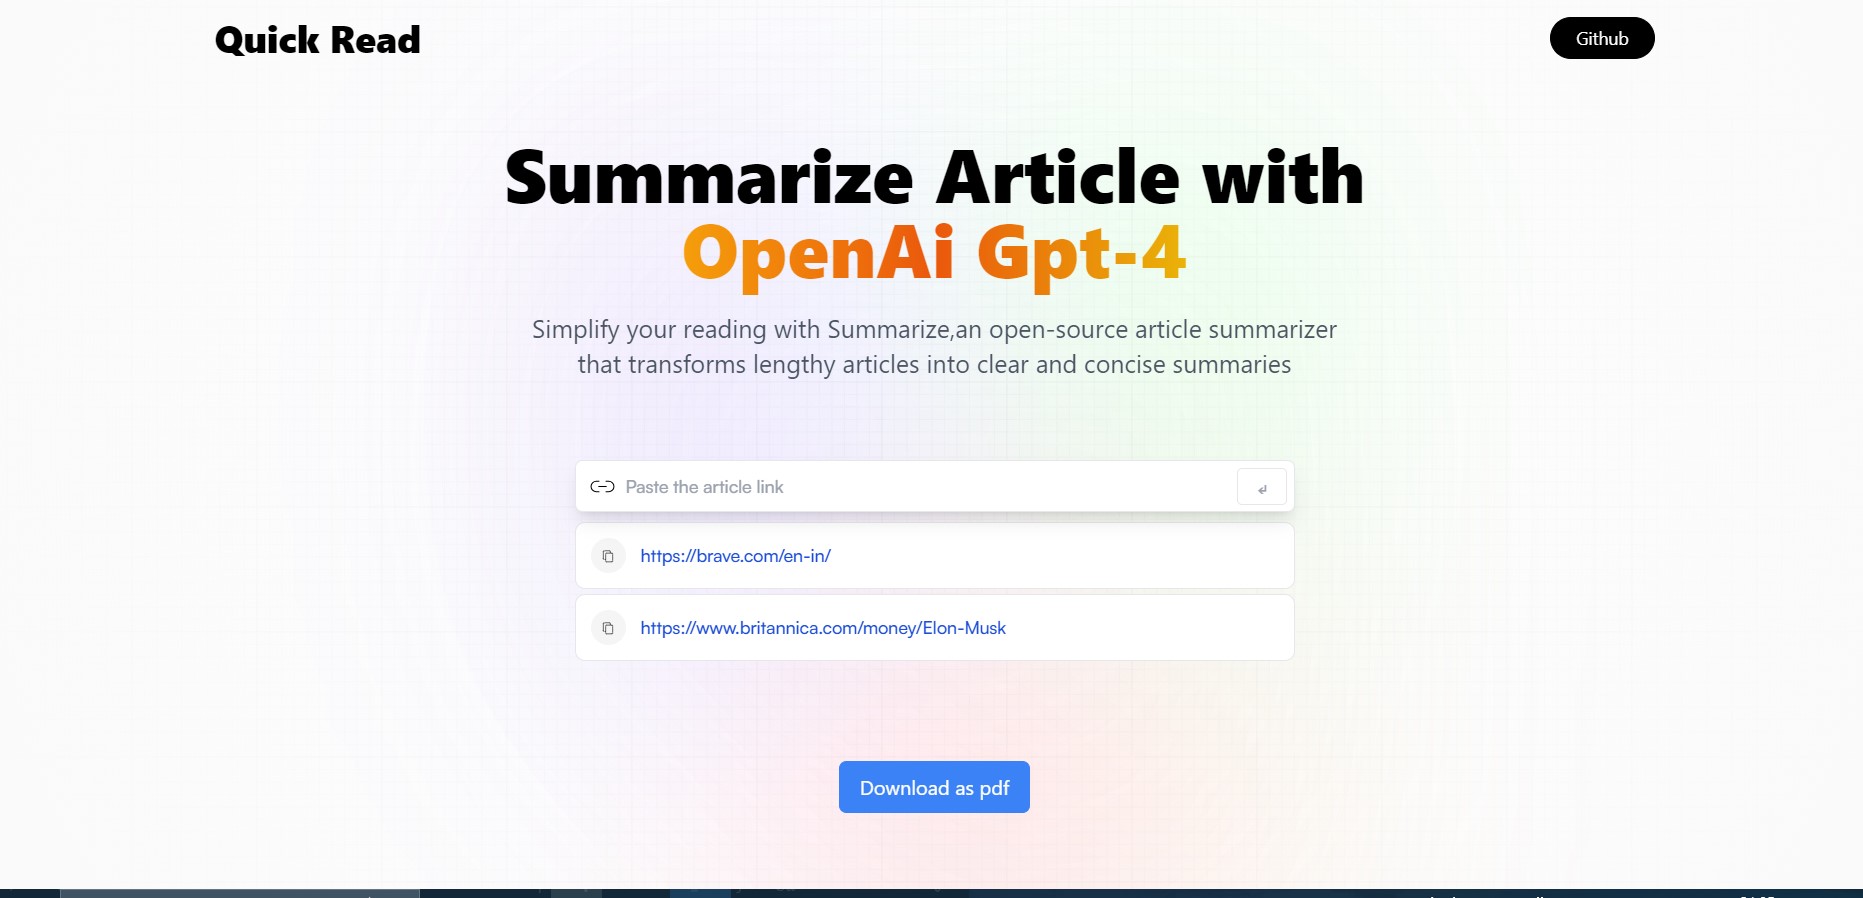 Quick Read
Github
Summarize Article with
OpenAi Gpt-4
Simplify your reading with Summarize,an open-source article summarizer
that transforms lengthy articles into clear and concise summaries
Paste the article link
https://brave.com/en-in/
https://www.britannica.com/money/Elon-Musk
Download as pdf